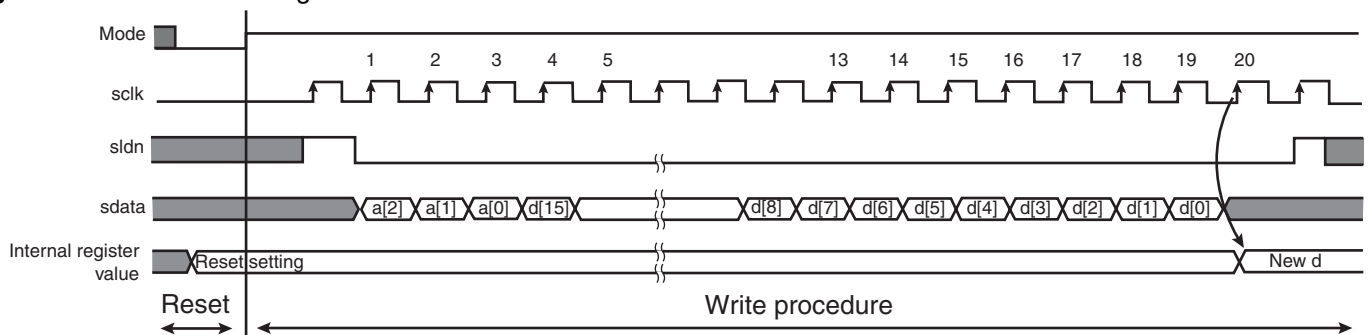 Mode
1 2 3 4 5 13 14 15 16 17 18 19 20
sclk
sldn
sdata a[2] a[1] a[0] d[15] d[8] d[7] d[6] d[5] d[4] d[3] d[2] d[1] d[0]
Internal register
value
Reset setting New d
Reset Write procedure